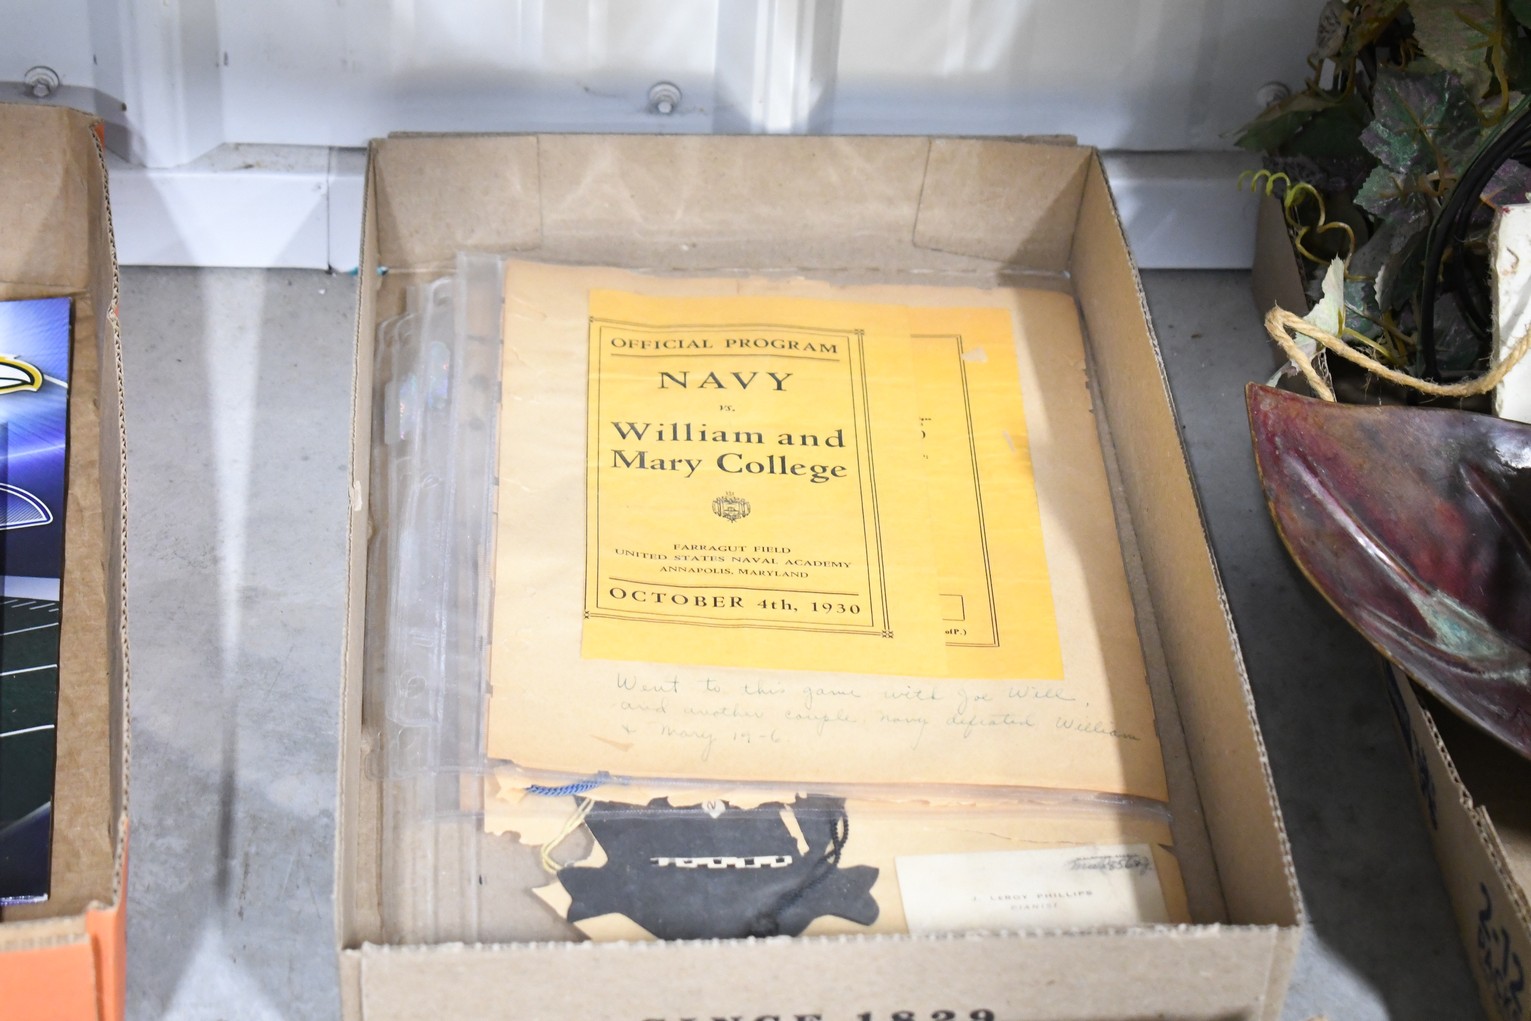 OFFICIAL PROGRAM
NAVY
vs.
William and
Mary College
FARRAGUT FIELD
UNITED STATES NAVAL ACADEMY
ANNAPOLIS, MARYLAND
OCTOBER 4th, 1930
Went to this game with Joe Will,
and another couple. Navy defeated William
& Mary 19-6.
N
J. LEROY PHILLIPS
PIANIST
SINCE 1839